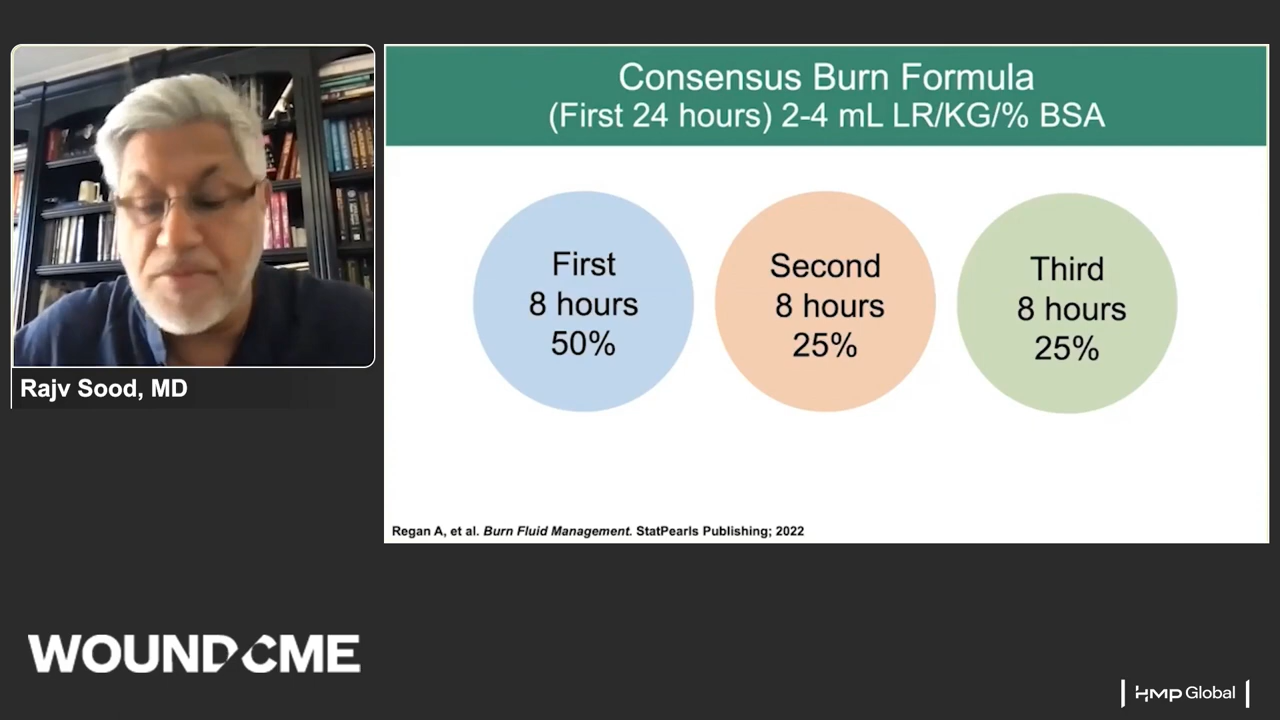 Consensus Burn Formula
(First 24 hours) 2-4 mL LR/KG/% BSA
First
8 hours
50%
Second
8 hours
25%
Third
8 hours
25%
Regan A, et al. Burn Fluid Management. StatPearls Publishing; 2022
Rajv Sood, MD
WOUNDCME
HMP Global